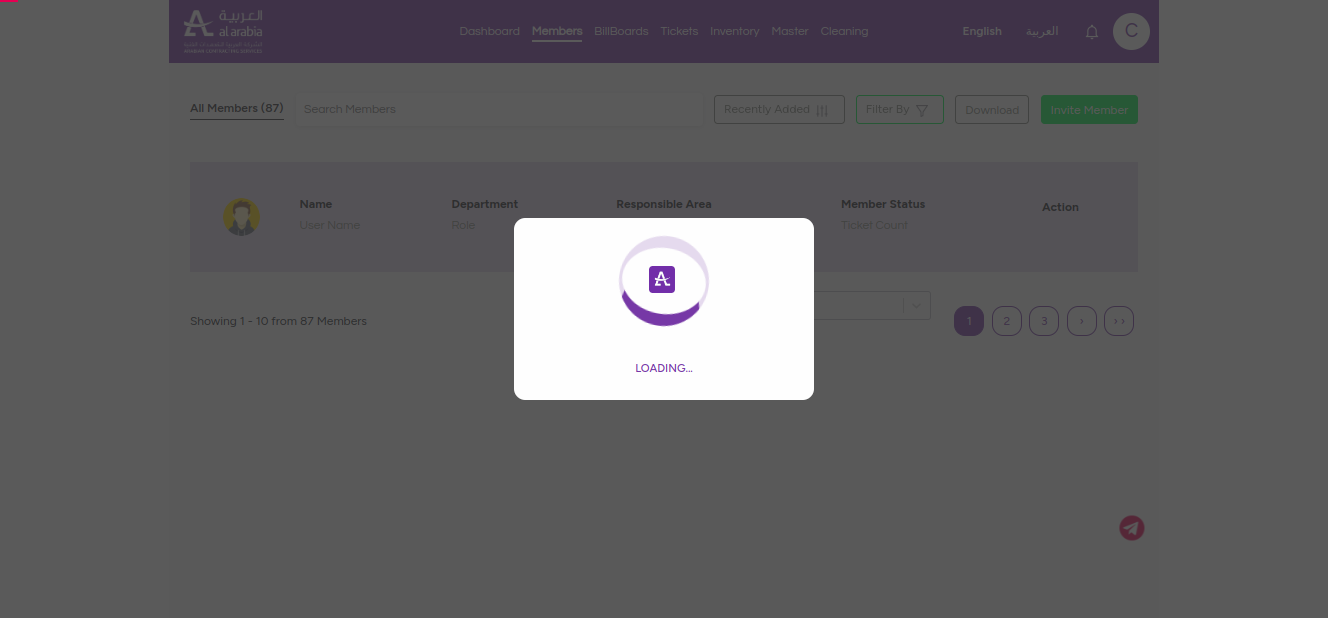 العربية
al arabia
Dashboard Members BillBoards Tickets Inventory Master Cleaning English العربية C
All Members (87) Search Members Recently Added Filter By Download Invite Member
Name Department Responsible Area Member Status Action
User Name Role Ticket Count
LOADING...
Showing 1 - 10 from 87 Members 1 2 3 > >>